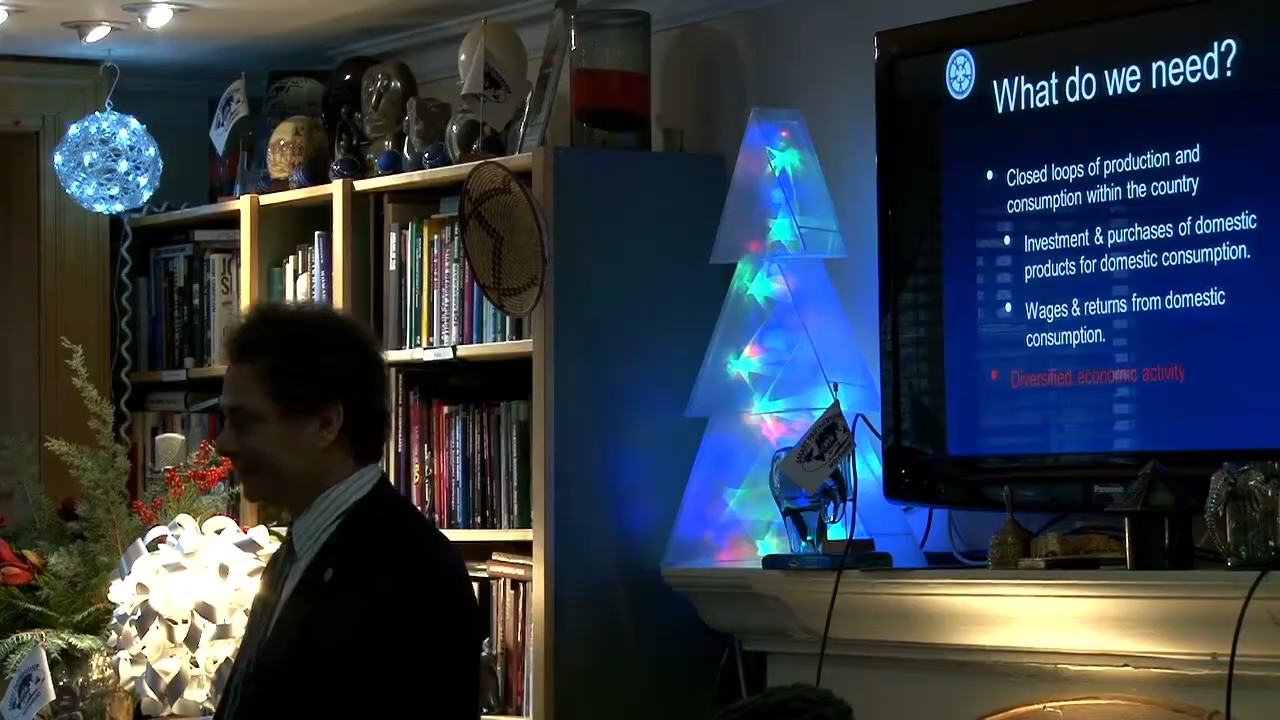 What do we need?
• Closed loops of production and
consumption within the country
• Investment & purchases of domestic
products for domestic consumption.
• Wages & returns from domestic
consumption.
• Diversified economic activity
Panasonic